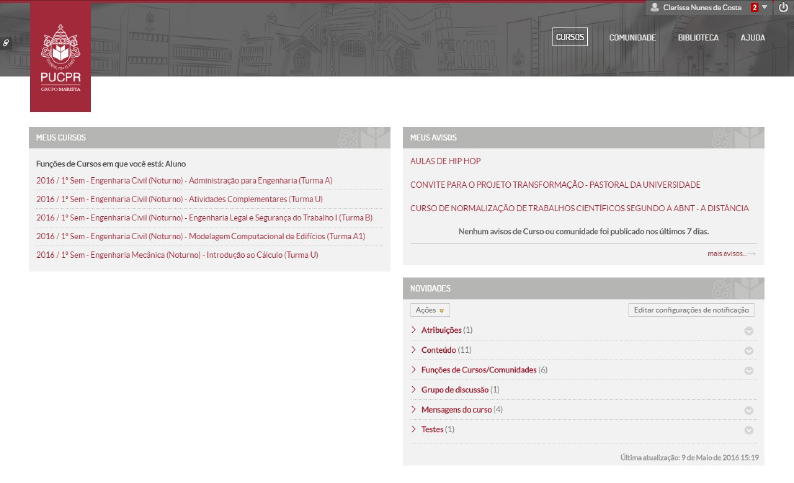 Clarissa Nunes da Costa 2
CURSOS COMUNIDADE BIBLIOTECA AJUDA
PUCPR
GRUPO MARISTA
MEUS CURSOS
Funções de Cursos em que você está: Aluno
2016 / 1º Sem - Engenharia Civil (Noturno) - Administração para Engenharia (Turma A)
2016 / 1º Sem - Engenharia Civil (Noturno) - Atividades Complementares (Turma U)
2016 / 1º Sem - Engenharia Civil (Noturno) - Engenharia Legal e Segurança do Trabalho I (Turma B)
2016 / 1º Sem - Engenharia Civil (Noturno) - Modelagem Computacional de Edifícios (Turma A1)
2016 / 1º Sem - Engenharia Mecânica (Noturno) - Introdução ao Cálculo (Turma U)
MEUS AVISOS
AULAS DE HIP HOP
CONVITE PARA O PROJETO TRANSFORMAÇÃO - PASTORAL DA UNIVERSIDADE
CURSO DE NORMALIZAÇÃO DE TRABALHOS CIENTÍFICOS SEGUNDO A ABNT - A DISTÂNCIA
Nenhum avisos de Curso ou comunidade foi publicado nos últimos 7 dias.
mais avisos...
NOVIDADES
Ações Editar configurações de notificação
Atribuições (1)
Conteúdo (11)
Funções de Cursos/Comunidades (6)
Grupo de discussão (1)
Mensagens do curso (4)
Testes (1)
Última atualização: 9 de Maio de 2016 15:19